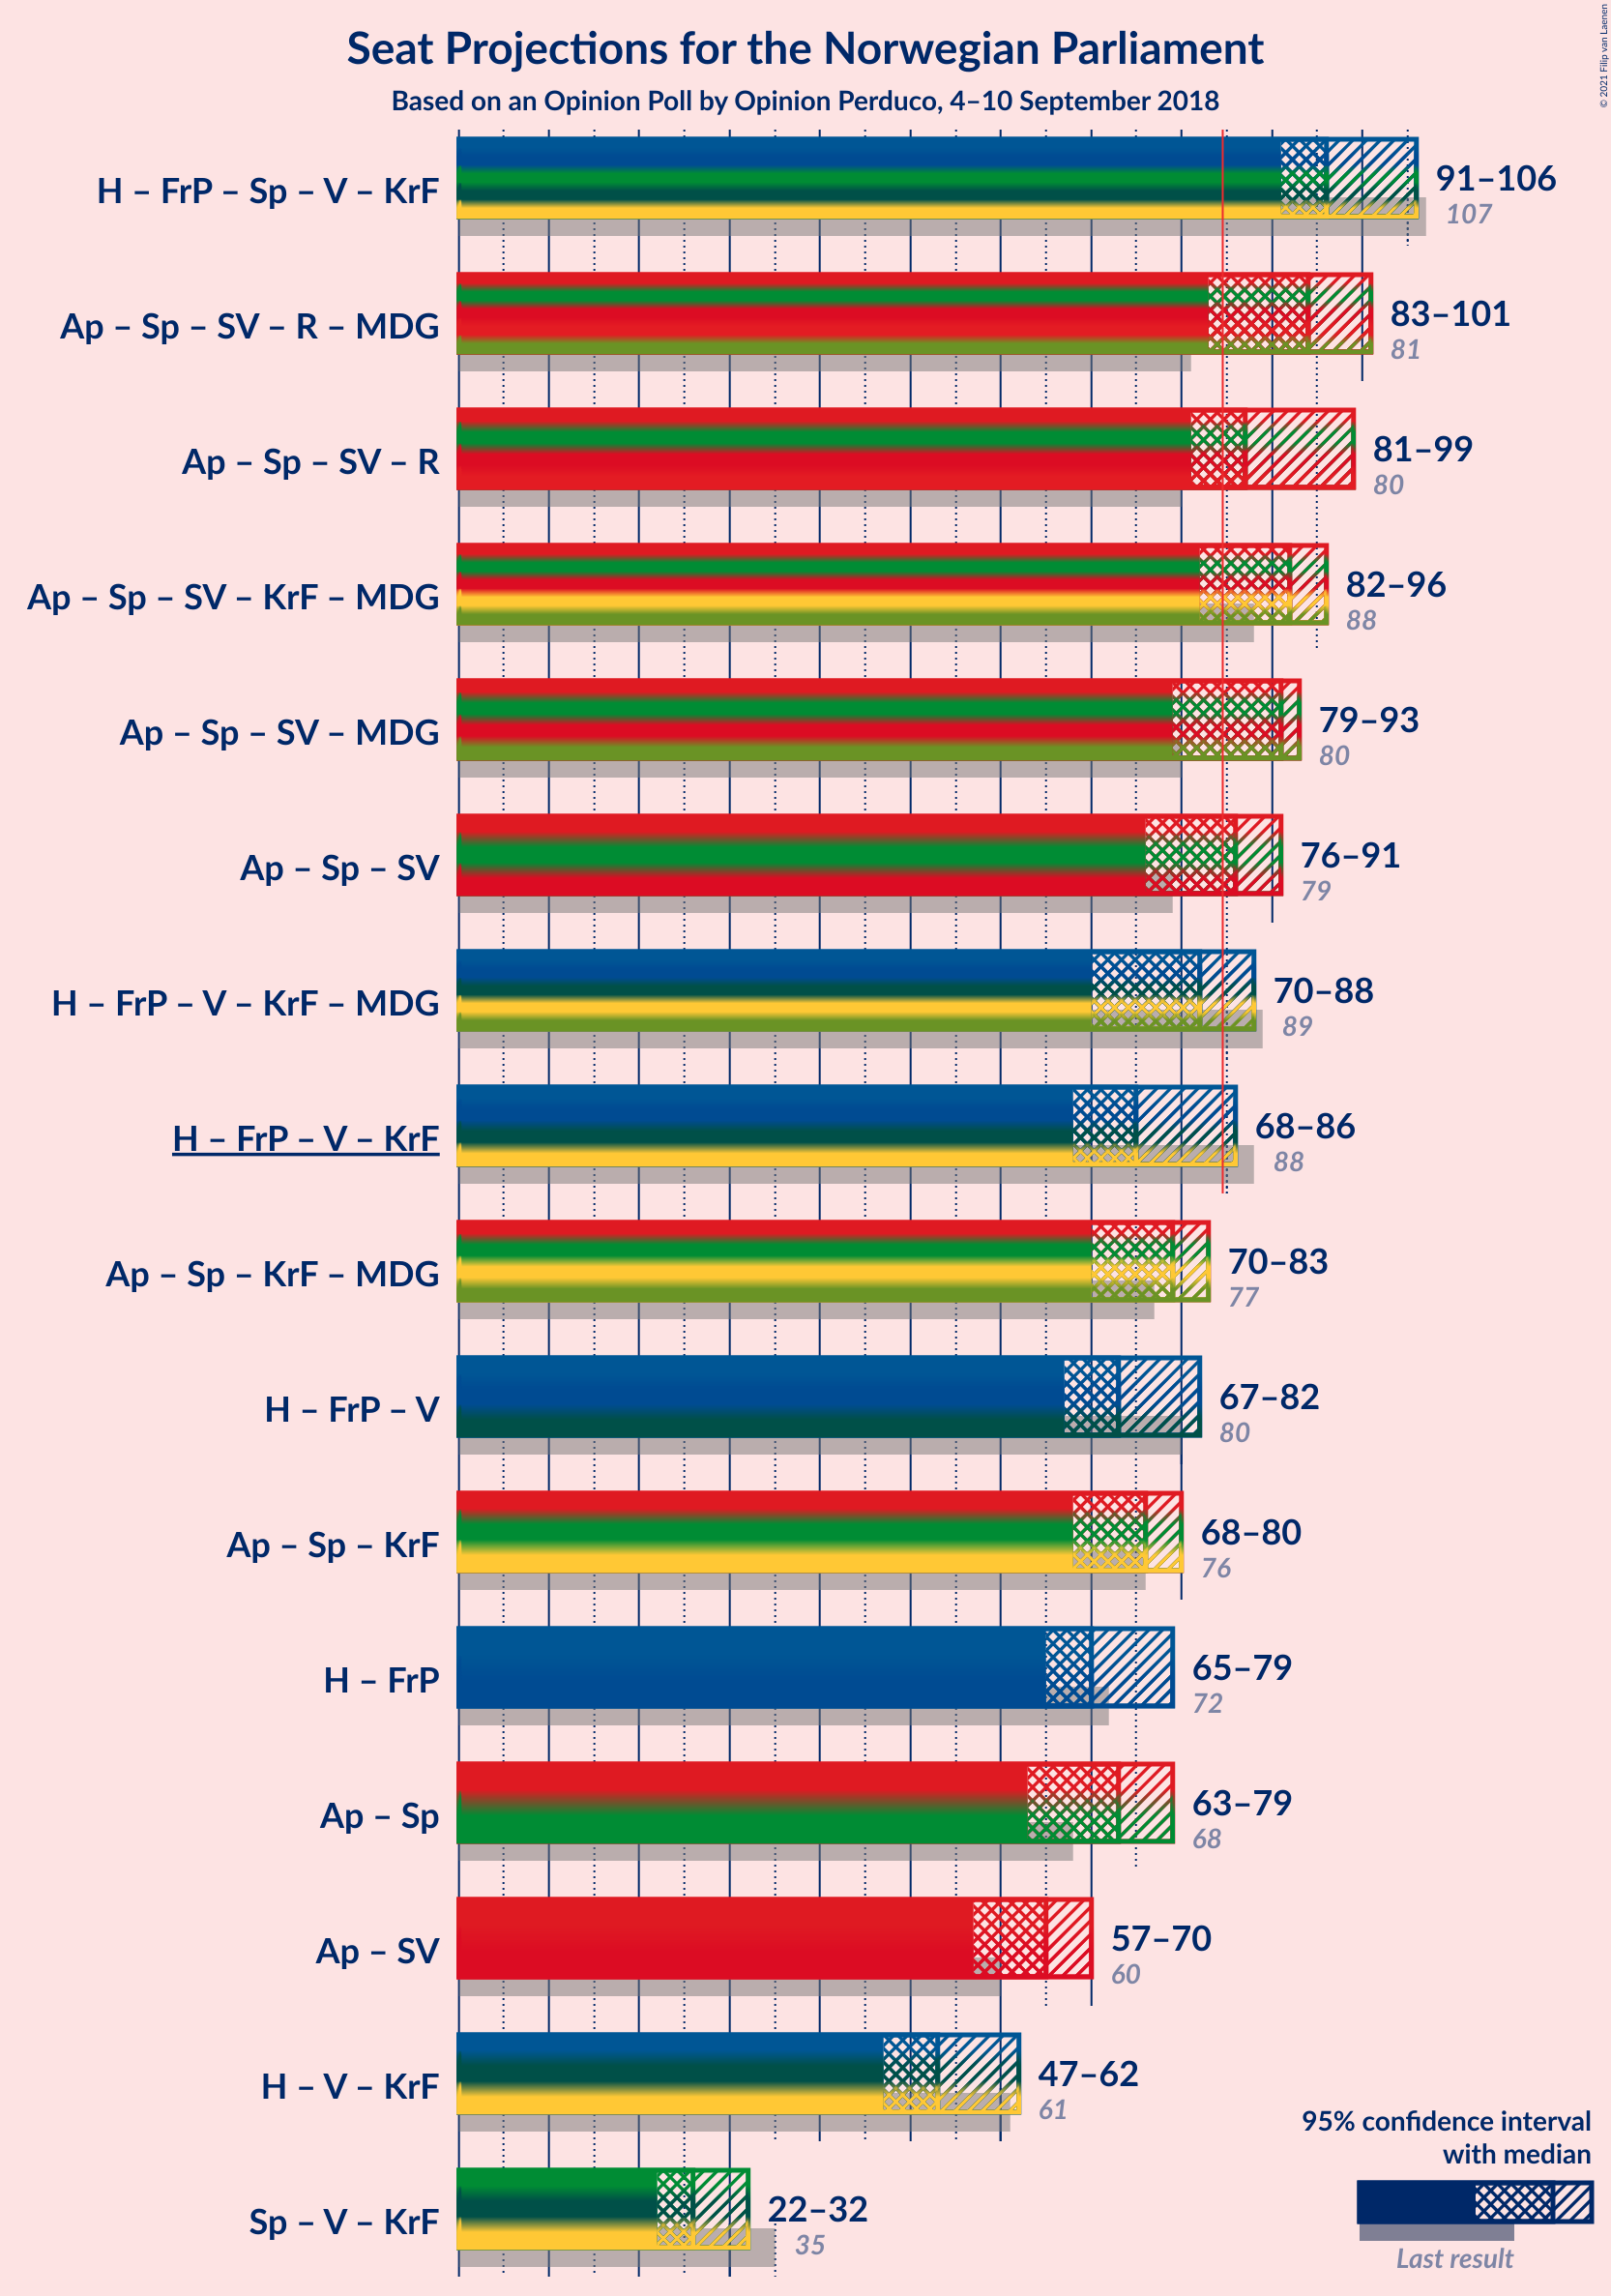 © 2021 Filip van Laenen
Seat Projections for the Norwegian Parliament
Based on an Opinion Poll by Opinion Perduco, 4–10 September 2018
H – FrP – Sp – V – KrF
91–106
107
Ap – Sp – SV – R – MDG
83–101
81
Ap – Sp – SV – R
81–99
80
Ap – Sp – SV – KrF – MDG
82–96
88
Ap – Sp – SV – MDG
79–93
80
Ap – Sp – SV
76–91
79
H – FrP – V – KrF – MDG
70–88
89
H – FrP – V – KrF
68–86
88
Ap – Sp – KrF – MDG
70–83
77
H – FrP – V
67–82
80
Ap – Sp – KrF
68–80
76
H – FrP
65–79
72
Ap – Sp
63–79
68
Ap – SV
57–70
60
H – V – KrF
47–62
61
Sp – V – KrF
22–32
35
95% confidence interval
with median
Last result